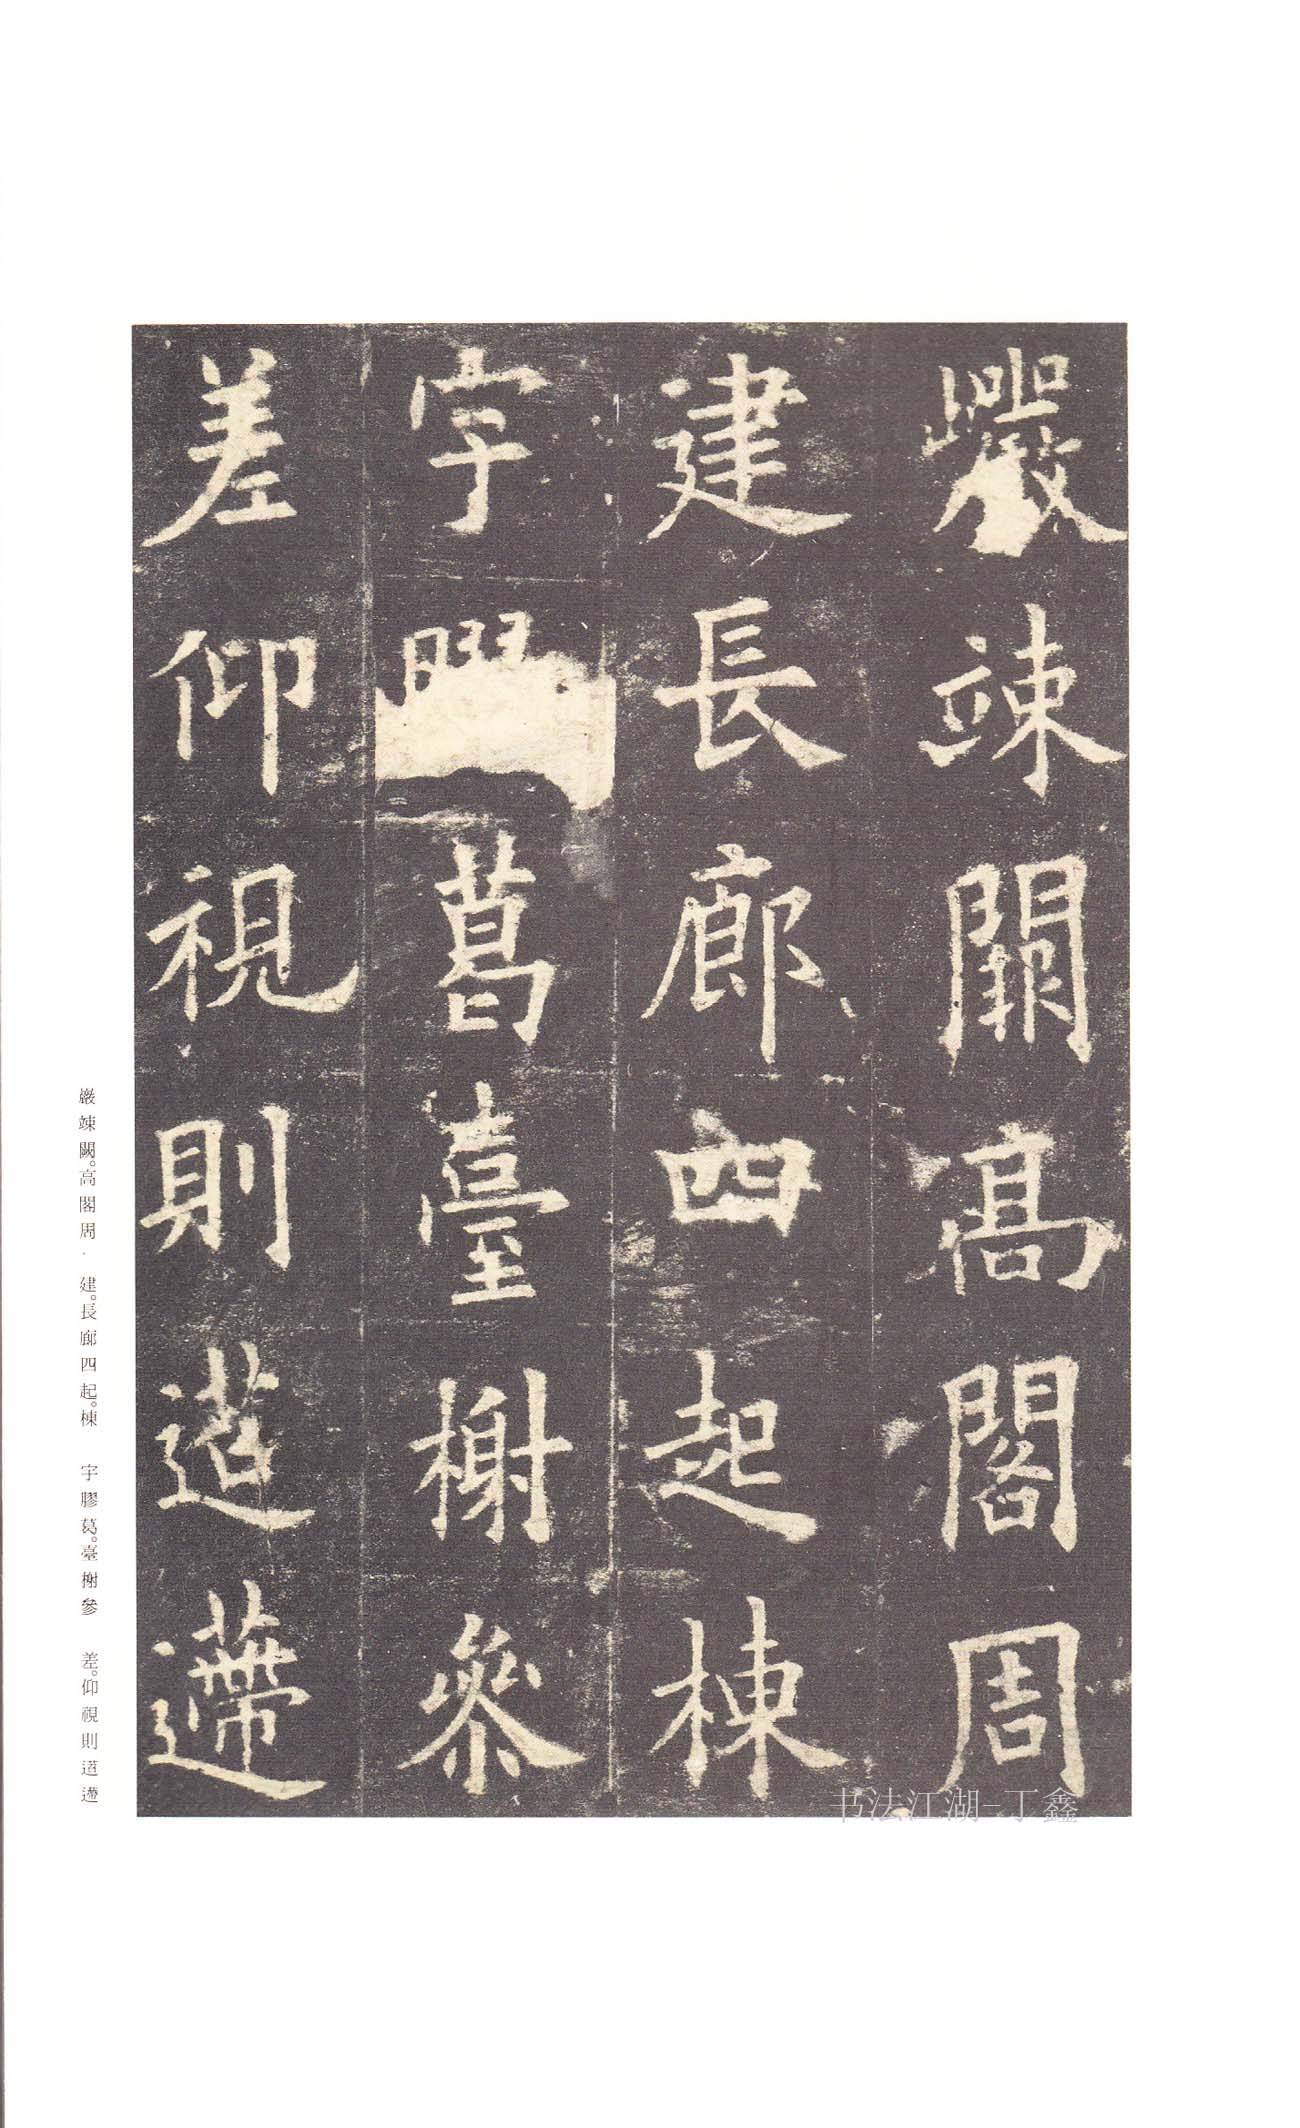 巖竦闕高閣周
建長廊四起棟
宇膠葛臺榭參
差仰視則迢遰
巖竦闕。高閣周· 建。長廊四起。棟 宇膠葛。臺榭參 差。仰視則迢
书法江湖-丁鑫